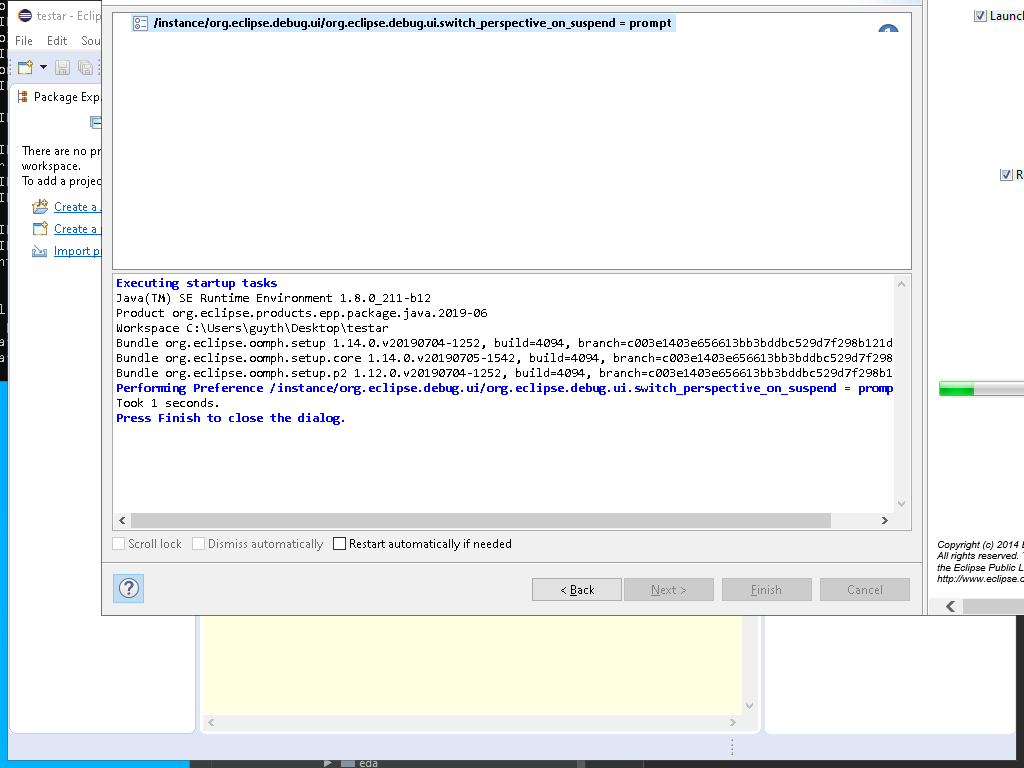 testar - Eclip
File Edit Sou
Package Exp
There are no pr
workspace.
To add a projec
Create a
Create a
Import p
/instance/org.eclipse.debug.ui/org.eclipse.debug.ui.switch_perspective_on_suspend = prompt
Executing startup tasks
Java(TM) SE Runtime Environment 1.8.0_211-b12
Product org.eclipse.products.epp.package.java.2019-06
Workspace C:\Users\guyth\Desktop\testar
Bundle org.eclipse.oomph.setup 1.14.0.v20190704-1252, build=4094, branch=c003e1403e656613bb3bddbc529d7f298b121d
Bundle org.eclipse.oomph.setup.core 1.14.0.v20190705-1542, build=4094, branch=c003e1403e656613bb3bddbc529d7f298
Bundle org.eclipse.oomph.setup.p2 1.12.0.v20190704-1252, build=4094, branch=c003e1403e656613bb3bddbc529d7f298b1
Performing Preference /instance/org.eclipse.debug.ui/org.eclipse.debug.ui.switch_perspective_on_suspend = promp
Took 1 seconds.
Press Finish to close the dialog.
Scroll lock Dismiss automatically Restart automatically if needed
< Back Next > Finish Cancel
Launch
R
Copyright (c) 2014 E
All rights reserved. T
the Eclipse Public L
http://www.eclipse.o
eda